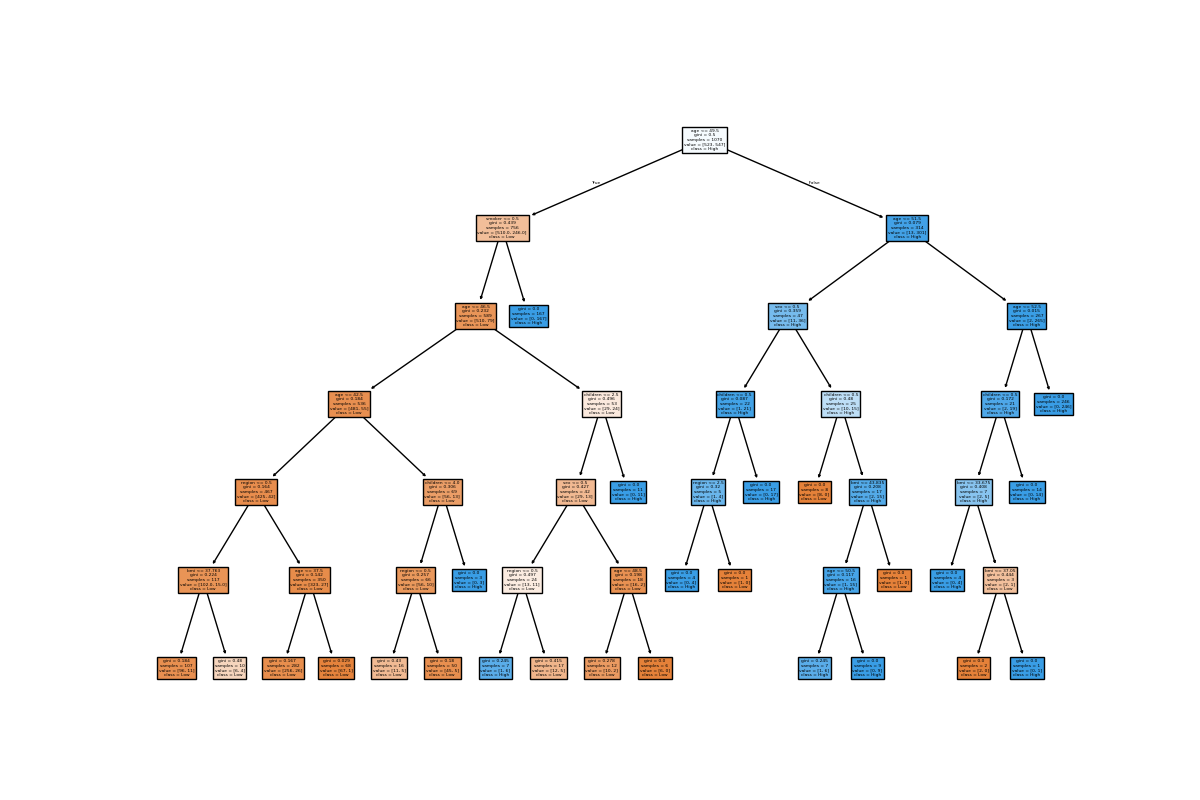 age <= 49.5
gini = 0.5
samples = 1070
value = [523, 547]
class = High
True
False
smoker <= 0.5
gini = 0.439
samples = 756
value = [510.0, 246.0]
class = Low
age <= 51.5
gini = 0.079
samples = 314
value = [13, 301]
class = High
age <= 46.5
gini = 0.232
samples = 589
value = [510, 79]
class = Low
gini = 0.0
samples = 167
value = [0, 167]
class = High
sex <= 0.5
gini = 0.359
samples = 47
value = [11, 36]
class = High
age <= 52.5
gini = 0.015
samples = 267
value = [2, 265]
class = High
age <= 42.5
gini = 0.184
samples = 536
value = [481, 55]
class = Low
children <= 2.5
gini = 0.496
samples = 53
value = [29, 24]
class = Low
children <= 0.5
gini = 0.087
samples = 22
value = [1, 21]
class = High
children <= 0.5
gini = 0.48
samples = 25
value = [10, 15]
class = High
children <= 0.5
gini = 0.172
samples = 21
value = [2, 19]
class = High
gini = 0.0
samples = 246
value = [0, 246]
class = High
region <= 0.5
gini = 0.164
samples = 467
value = [425, 42]
class = Low
children <= 4.0
gini = 0.306
samples = 69
value = [56, 13]
class = Low
sex <= 0.5
gini = 0.427
samples = 42
value = [29, 13]
class = Low
gini = 0.0
samples = 11
value = [0, 11]
class = High
region <= 2.5
gini = 0.32
samples = 5
value = [1, 4]
class = High
gini = 0.0
samples = 17
value = [0, 17]
class = High
gini = 0.0
samples = 8
value = [8, 0]
class = Low
gini = 0.208
samples = 17
value = [2, 15]
class = High
bmi <= 33.675
gini = 0.408
samples = 7
value = [2, 5]
class = High
gini = 0.0
samples = 14
value = [0, 14]
class = High
bmi <= 37.763
gini = 0.224
samples = 117
value = [102.0, 15.0]
class = Low
age <= 37.5
gini = 0.142
samples = 350
value = [323, 27]
class = Low
region <= 0.5
gini = 0.257
samples = 66
value = [56, 10]
class = Low
gini = 0.0
samples = 3
value = [0, 3]
class = High
region <= 0.5
gini = 0.497
samples = 24
value = [13, 11]
class = Low
age <= 48.5
gini = 0.198
samples = 18
value = [16, 2]
class = Low
gini = 0.0
samples = 4
value = [0, 4]
class = High
gini = 0.0
samples = 1
value = [1, 0]
class = Low
age <= 50.5
gini = 0.117
samples = 16
value = [1, 15]
class = High
gini = 0.0
samples = 1
value = [1, 0]
class = Low
gini = 0.0
samples = 4
value = [0, 4]
class = High
bmi <= 37.05
gini = 0.444
samples = 3
value = [2, 1]
class = Low
gini = 0.184
samples = 107
value = [96, 11]
class = Low
gini = 0.48
samples = 10
value = [6, 4]
class = Low
gini = 0.167
samples = 282
value = [256, 26]
class = Low
gini = 0.029
samples = 68
value = [67, 1]
class = Low
gini = 0.43
samples = 16
value = [11, 5]
class = Low
gini = 0.18
samples = 50
value = [45, 5]
class = Low
gini = 0.245
samples = 7
value = [1, 6]
class = High
gini = 0.415
samples = 17
value = [12, 5]
class = Low
gini = 0.278
samples = 12
value = [10, 2]
class = Low
gini = 0.0
samples = 6
value = [6, 0]
class = Low
gini = 0.245
samples = 7
value = [1, 6]
class = High
gini = 0.0
samples = 9
value = [0, 9]
class = High
gini = 0.0
samples = 2
value = [2, 0]
class = Low
gini = 0.0
samples = 1
value = [0, 1]
class = High